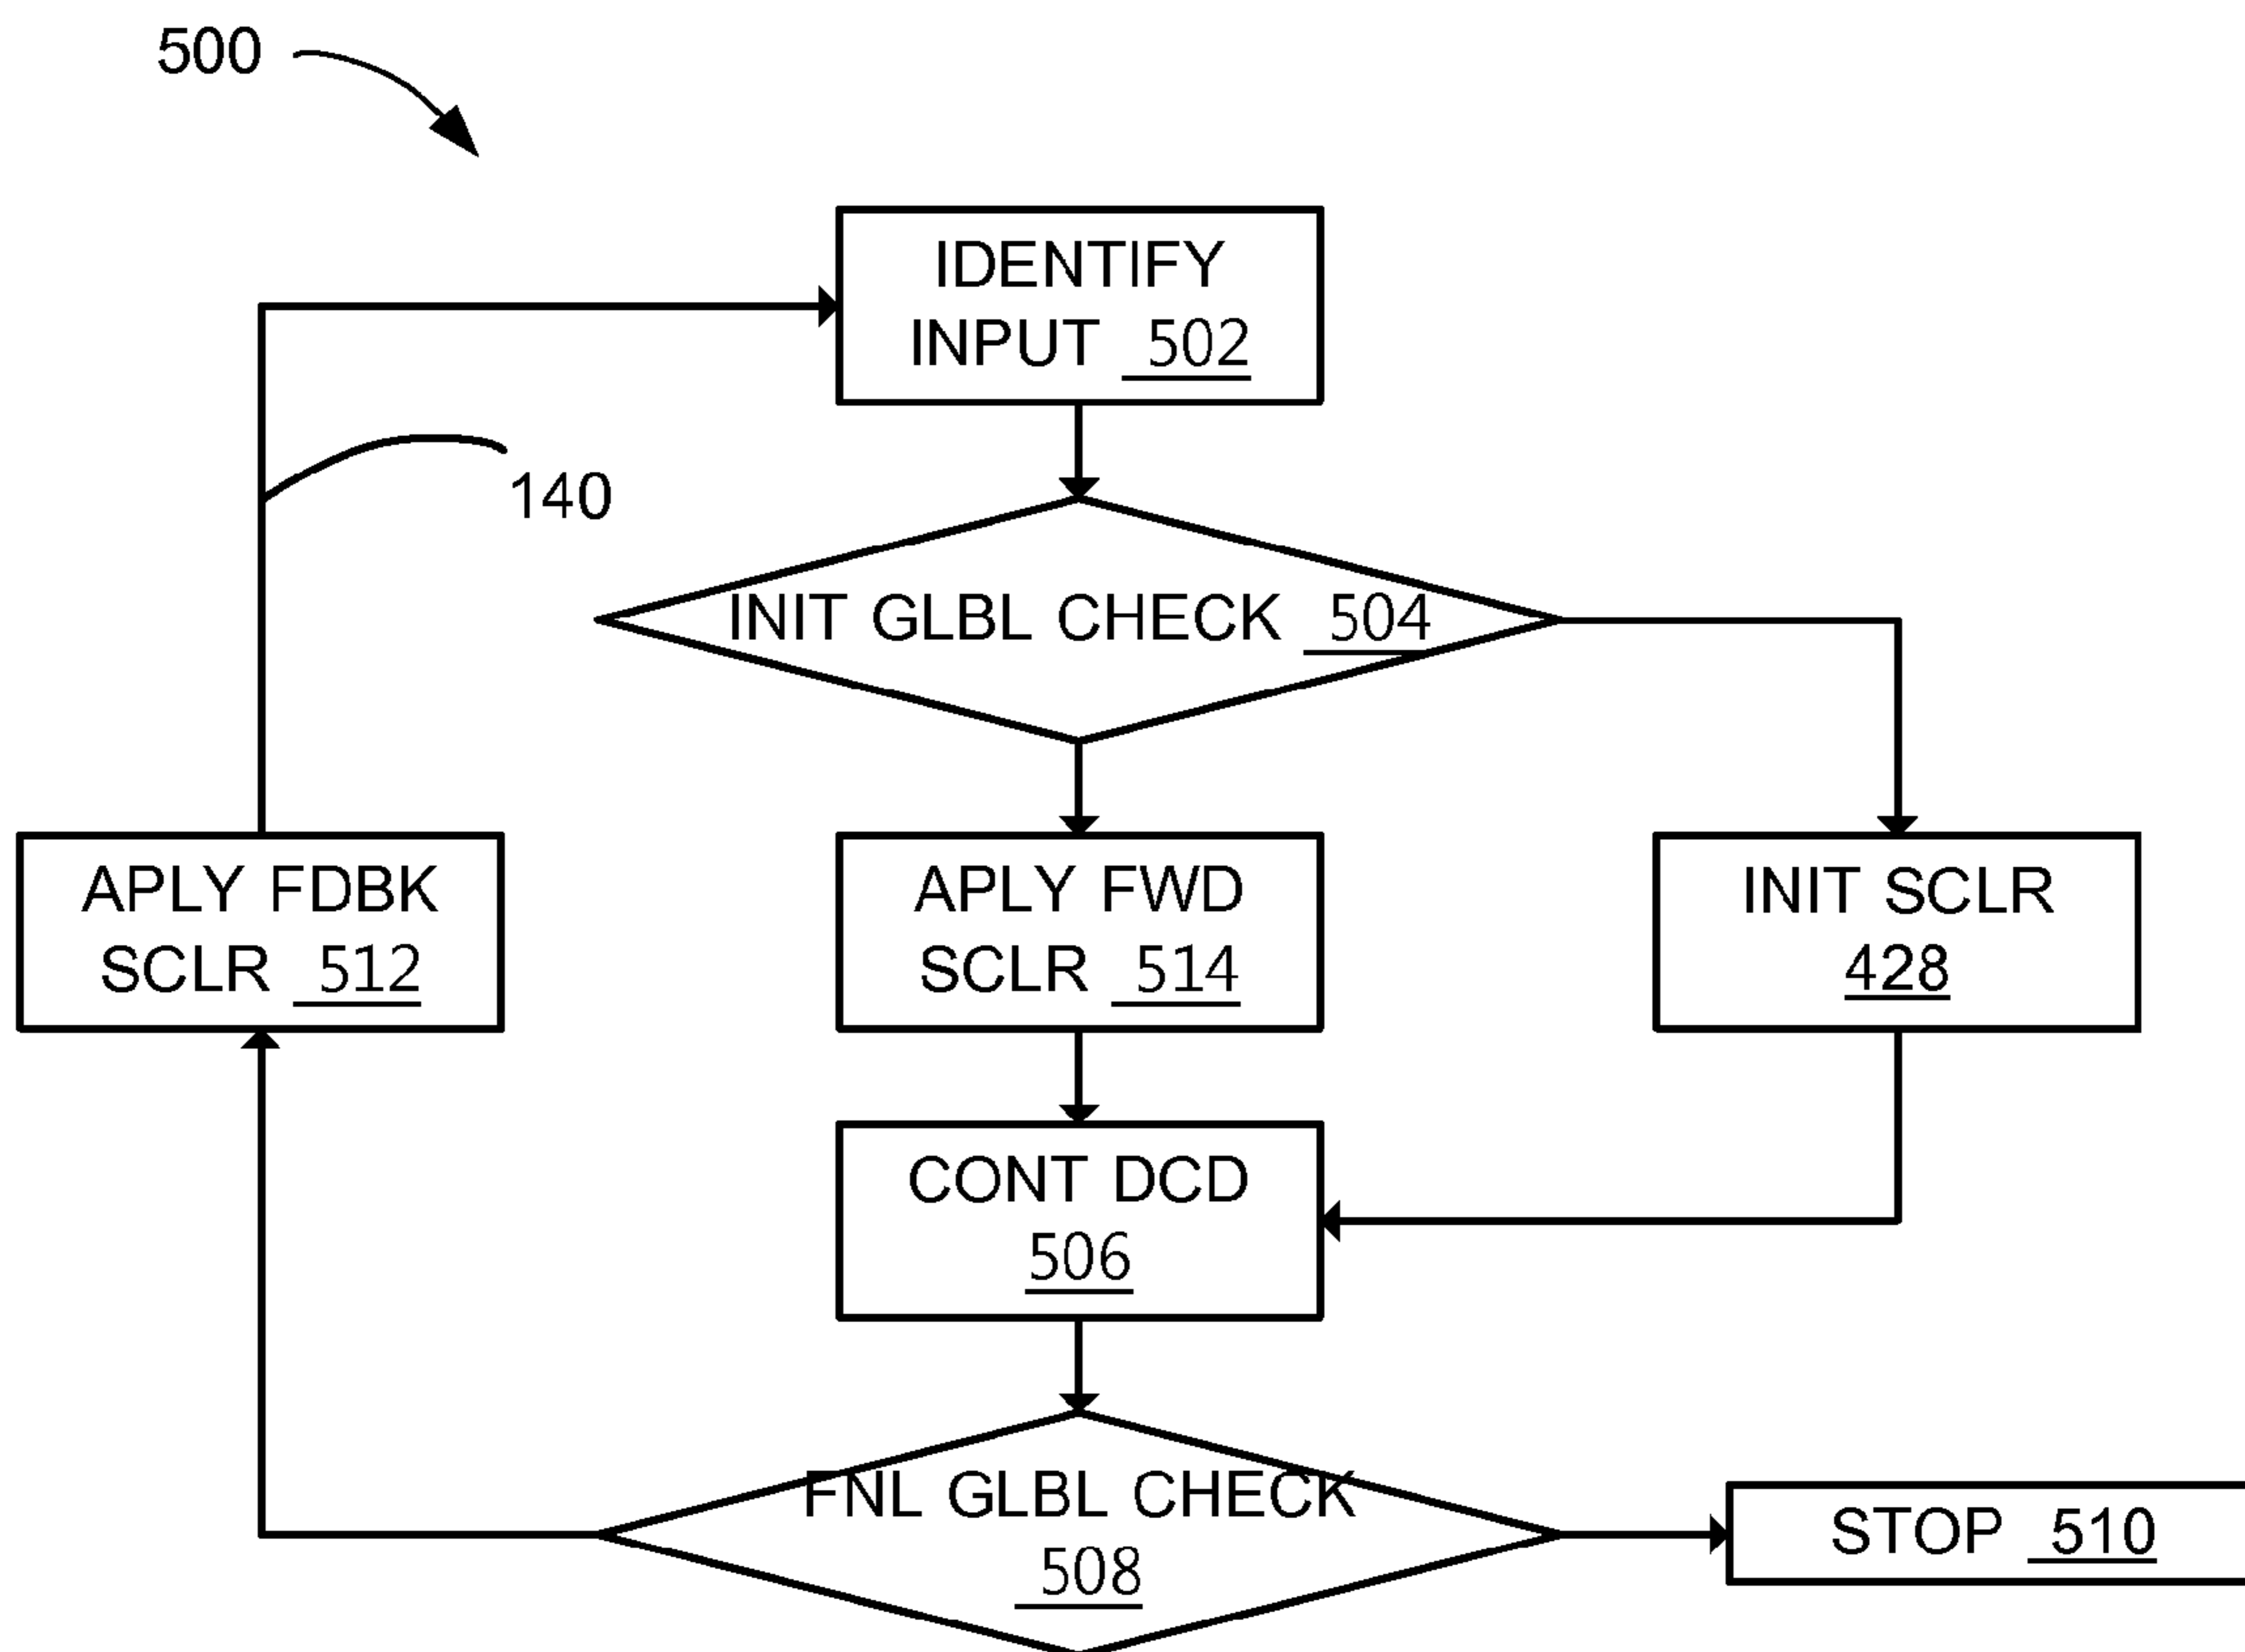 500
IDENTIFY
INPUT 502
140
INIT GLBL CHECK 504
APLY FDBK
SCLR 512
APLY FWD
SCLR 514
INIT SCLR
428
CONT DCD
506
FNL GLBL CHECK
508
STOP 510